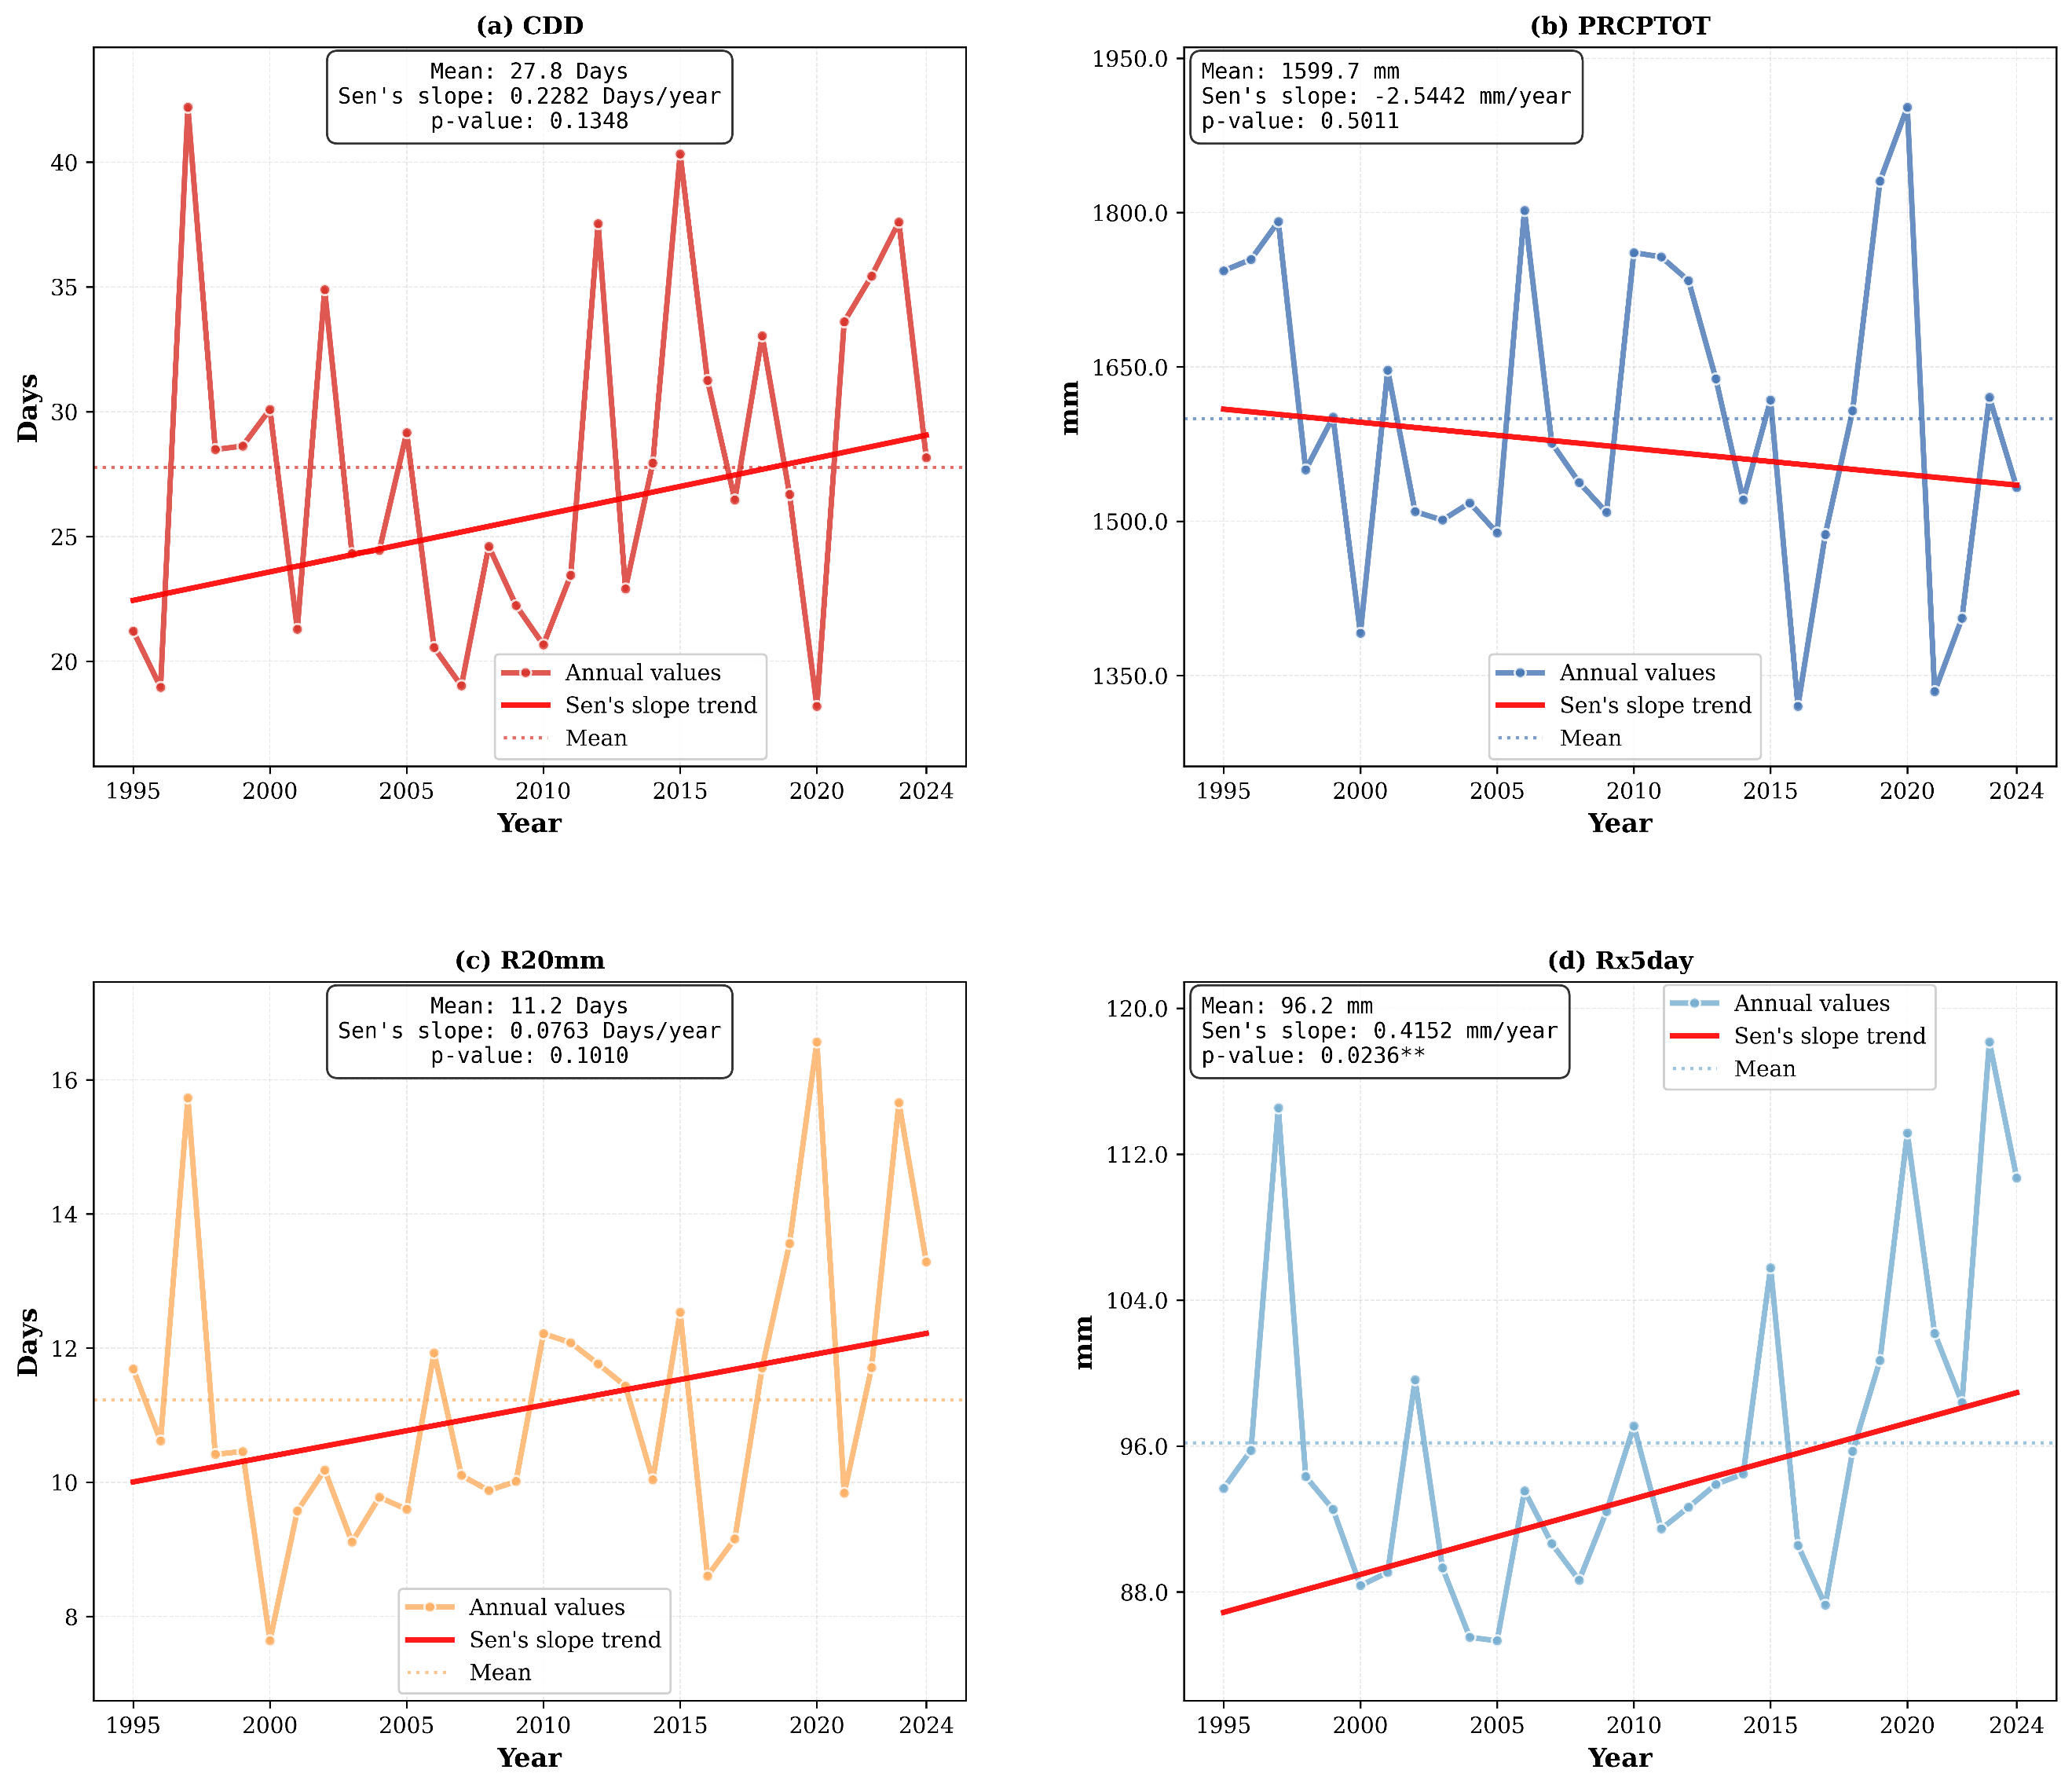 (a) CDD
Mean: 27.8 Days
Sen's slope: 0.2282 Days/year
p-value: 0.1348
40
35
30
25
20
Days
Annual values
Sen's slope trend
Mean
1995 2000 2005 2010 2015 2020 2024
Year
(b) PRCPTOT
Mean: 1599.7 mm
Sen's slope: -2.5442 mm/year
p-value: 0.5011
1950.0
1800.0
1650.0
1500.0
1350.0
mm
Annual values
Sen's slope trend
Mean
1995 2000 2005 2010 2015 2020 2024
Year
(c) R20mm
Mean: 11.2 Days
Sen's slope: 0.0763 Days/year
p-value: 0.1010
16
14
12
10
8
Days
Annual values
Sen's slope trend
Mean
1995 2000 2005 2010 2015 2020 2024
Year
(d) Rx5day
Mean: 96.2 mm
Sen's slope: 0.4152 mm/year
p-value: 0.0236**
Annual values
Sen's slope trend
Mean
120.0
112.0
104.0
96.0
88.0
mm
1995 2000 2005 2010 2015 2020 2024
Year